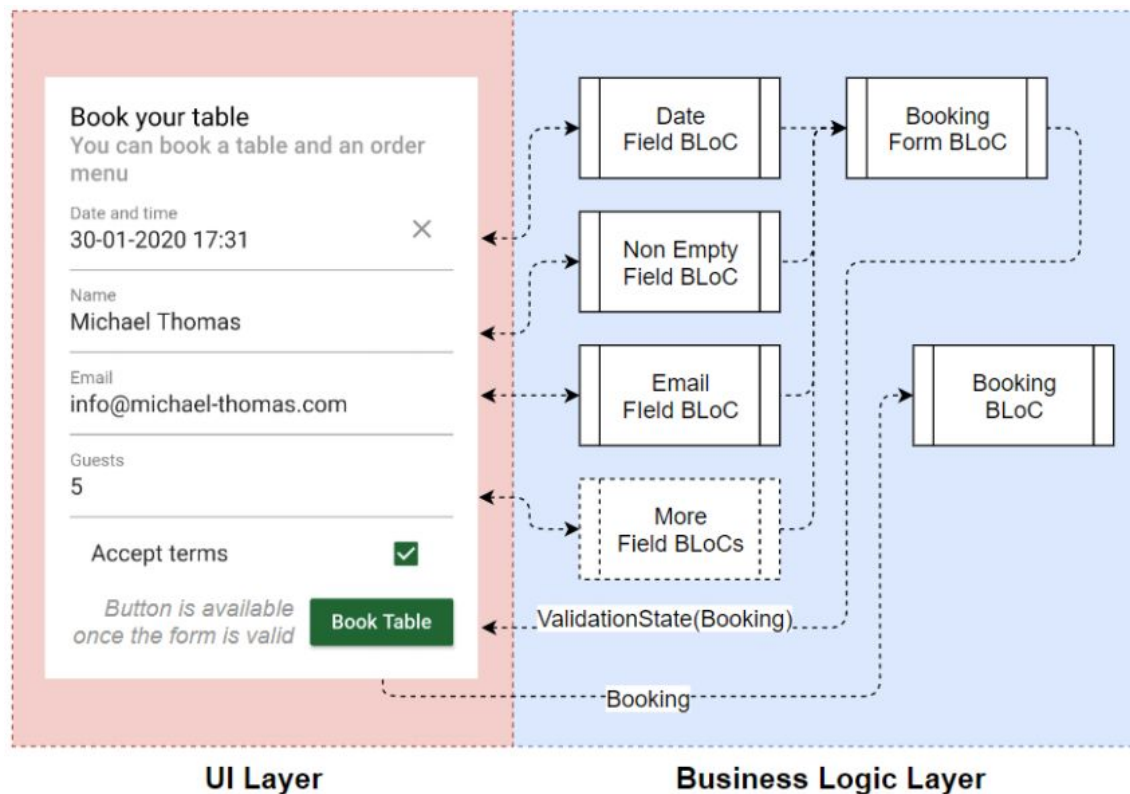 Book your table
You can book a table and an order
menu
Date and time
30-01-2020 17:31
Name
Michael Thomas
Email
info@michael-thomas.com
Guests
5
Accept terms
Button is available
once the form is valid
Book Table
Date
Field BLoC
Booking
Form BLoC
Non Empty
Field BLoC
Email
FIeld BLoC
Booking
BLoC
More
Field BLoCs
ValidationState(Booking)
Booking
UI Layer
Business Logic Layer